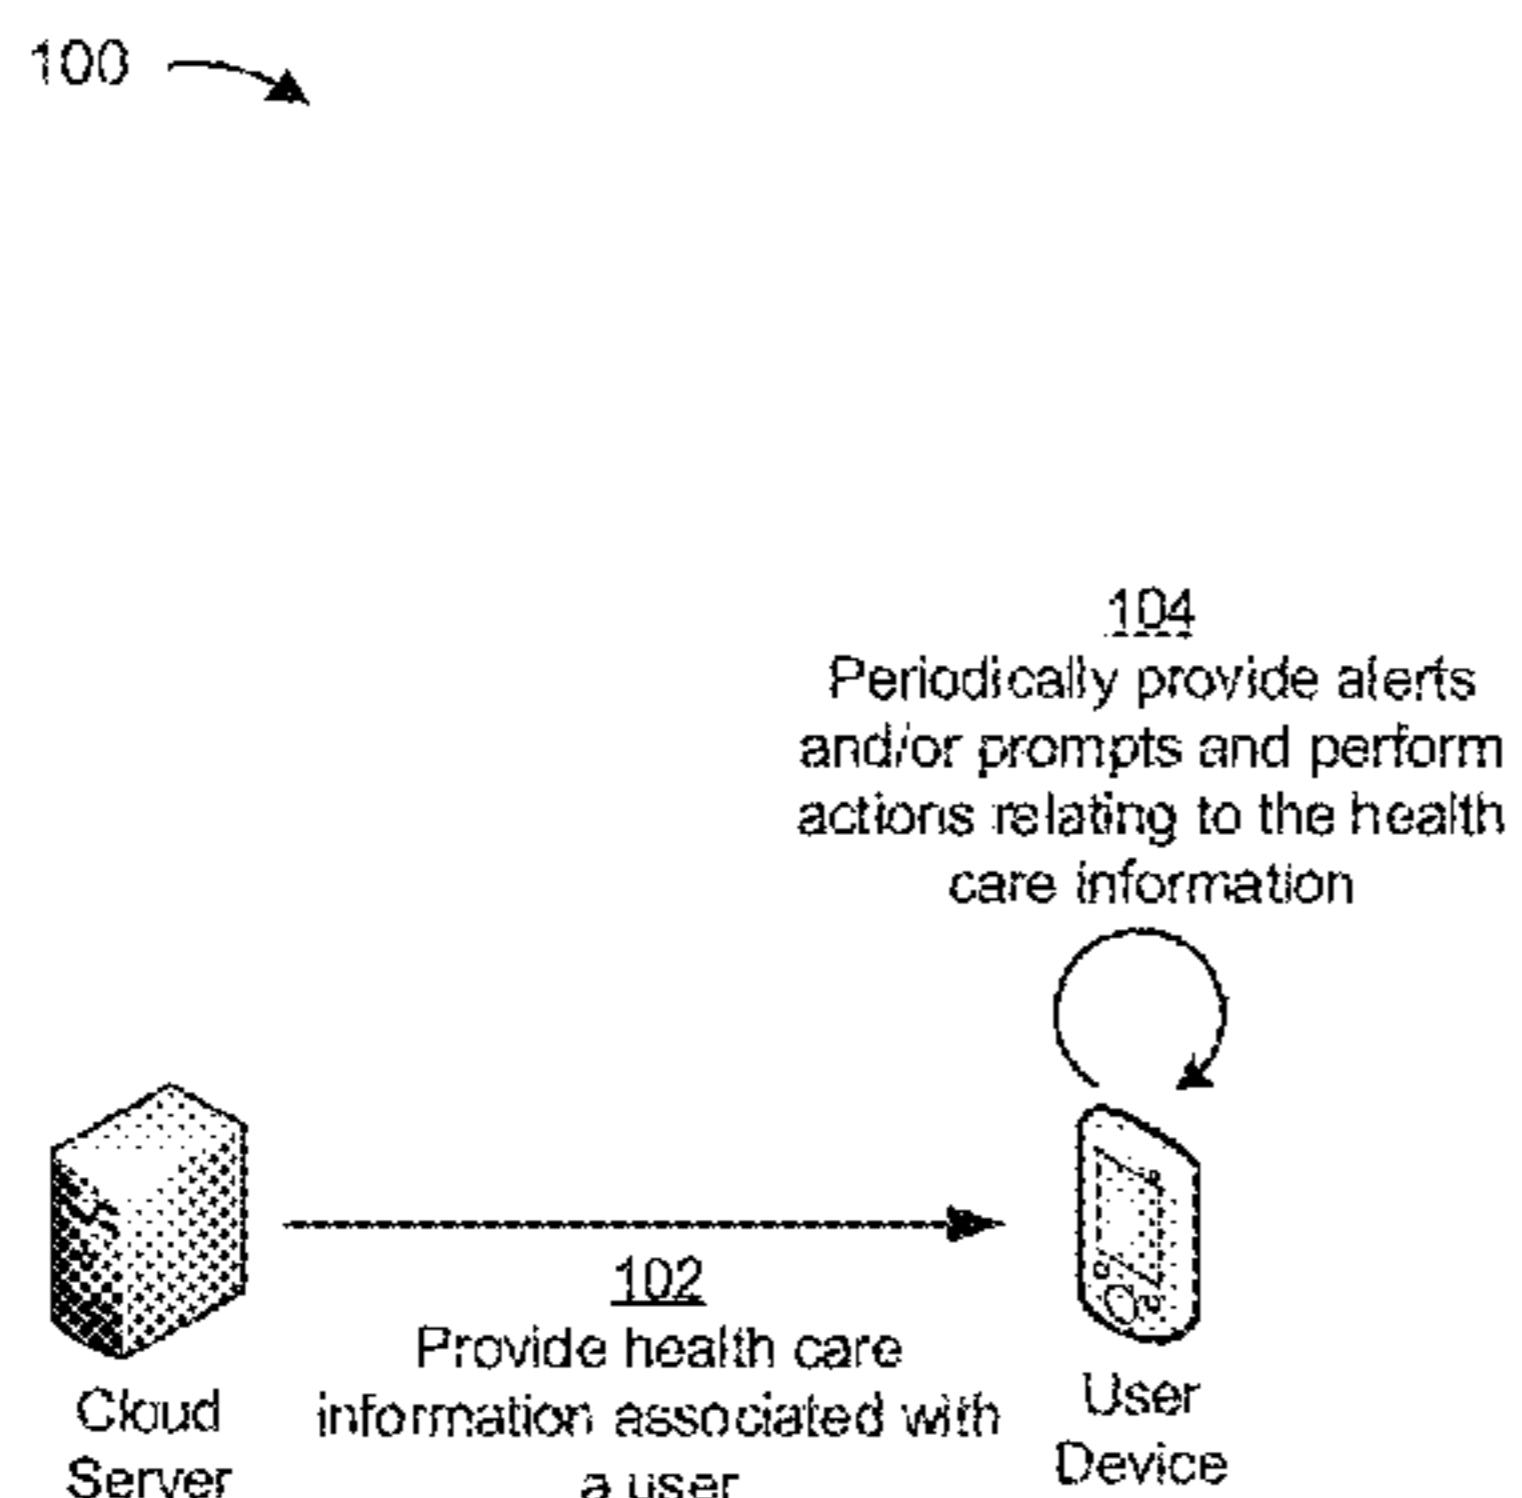 100
104
Periodically provide alerts
and/or prompts and perform
actions relating to the health
care information
102
Provide health care
information associated with
a user
Cloud
Server
User
Device